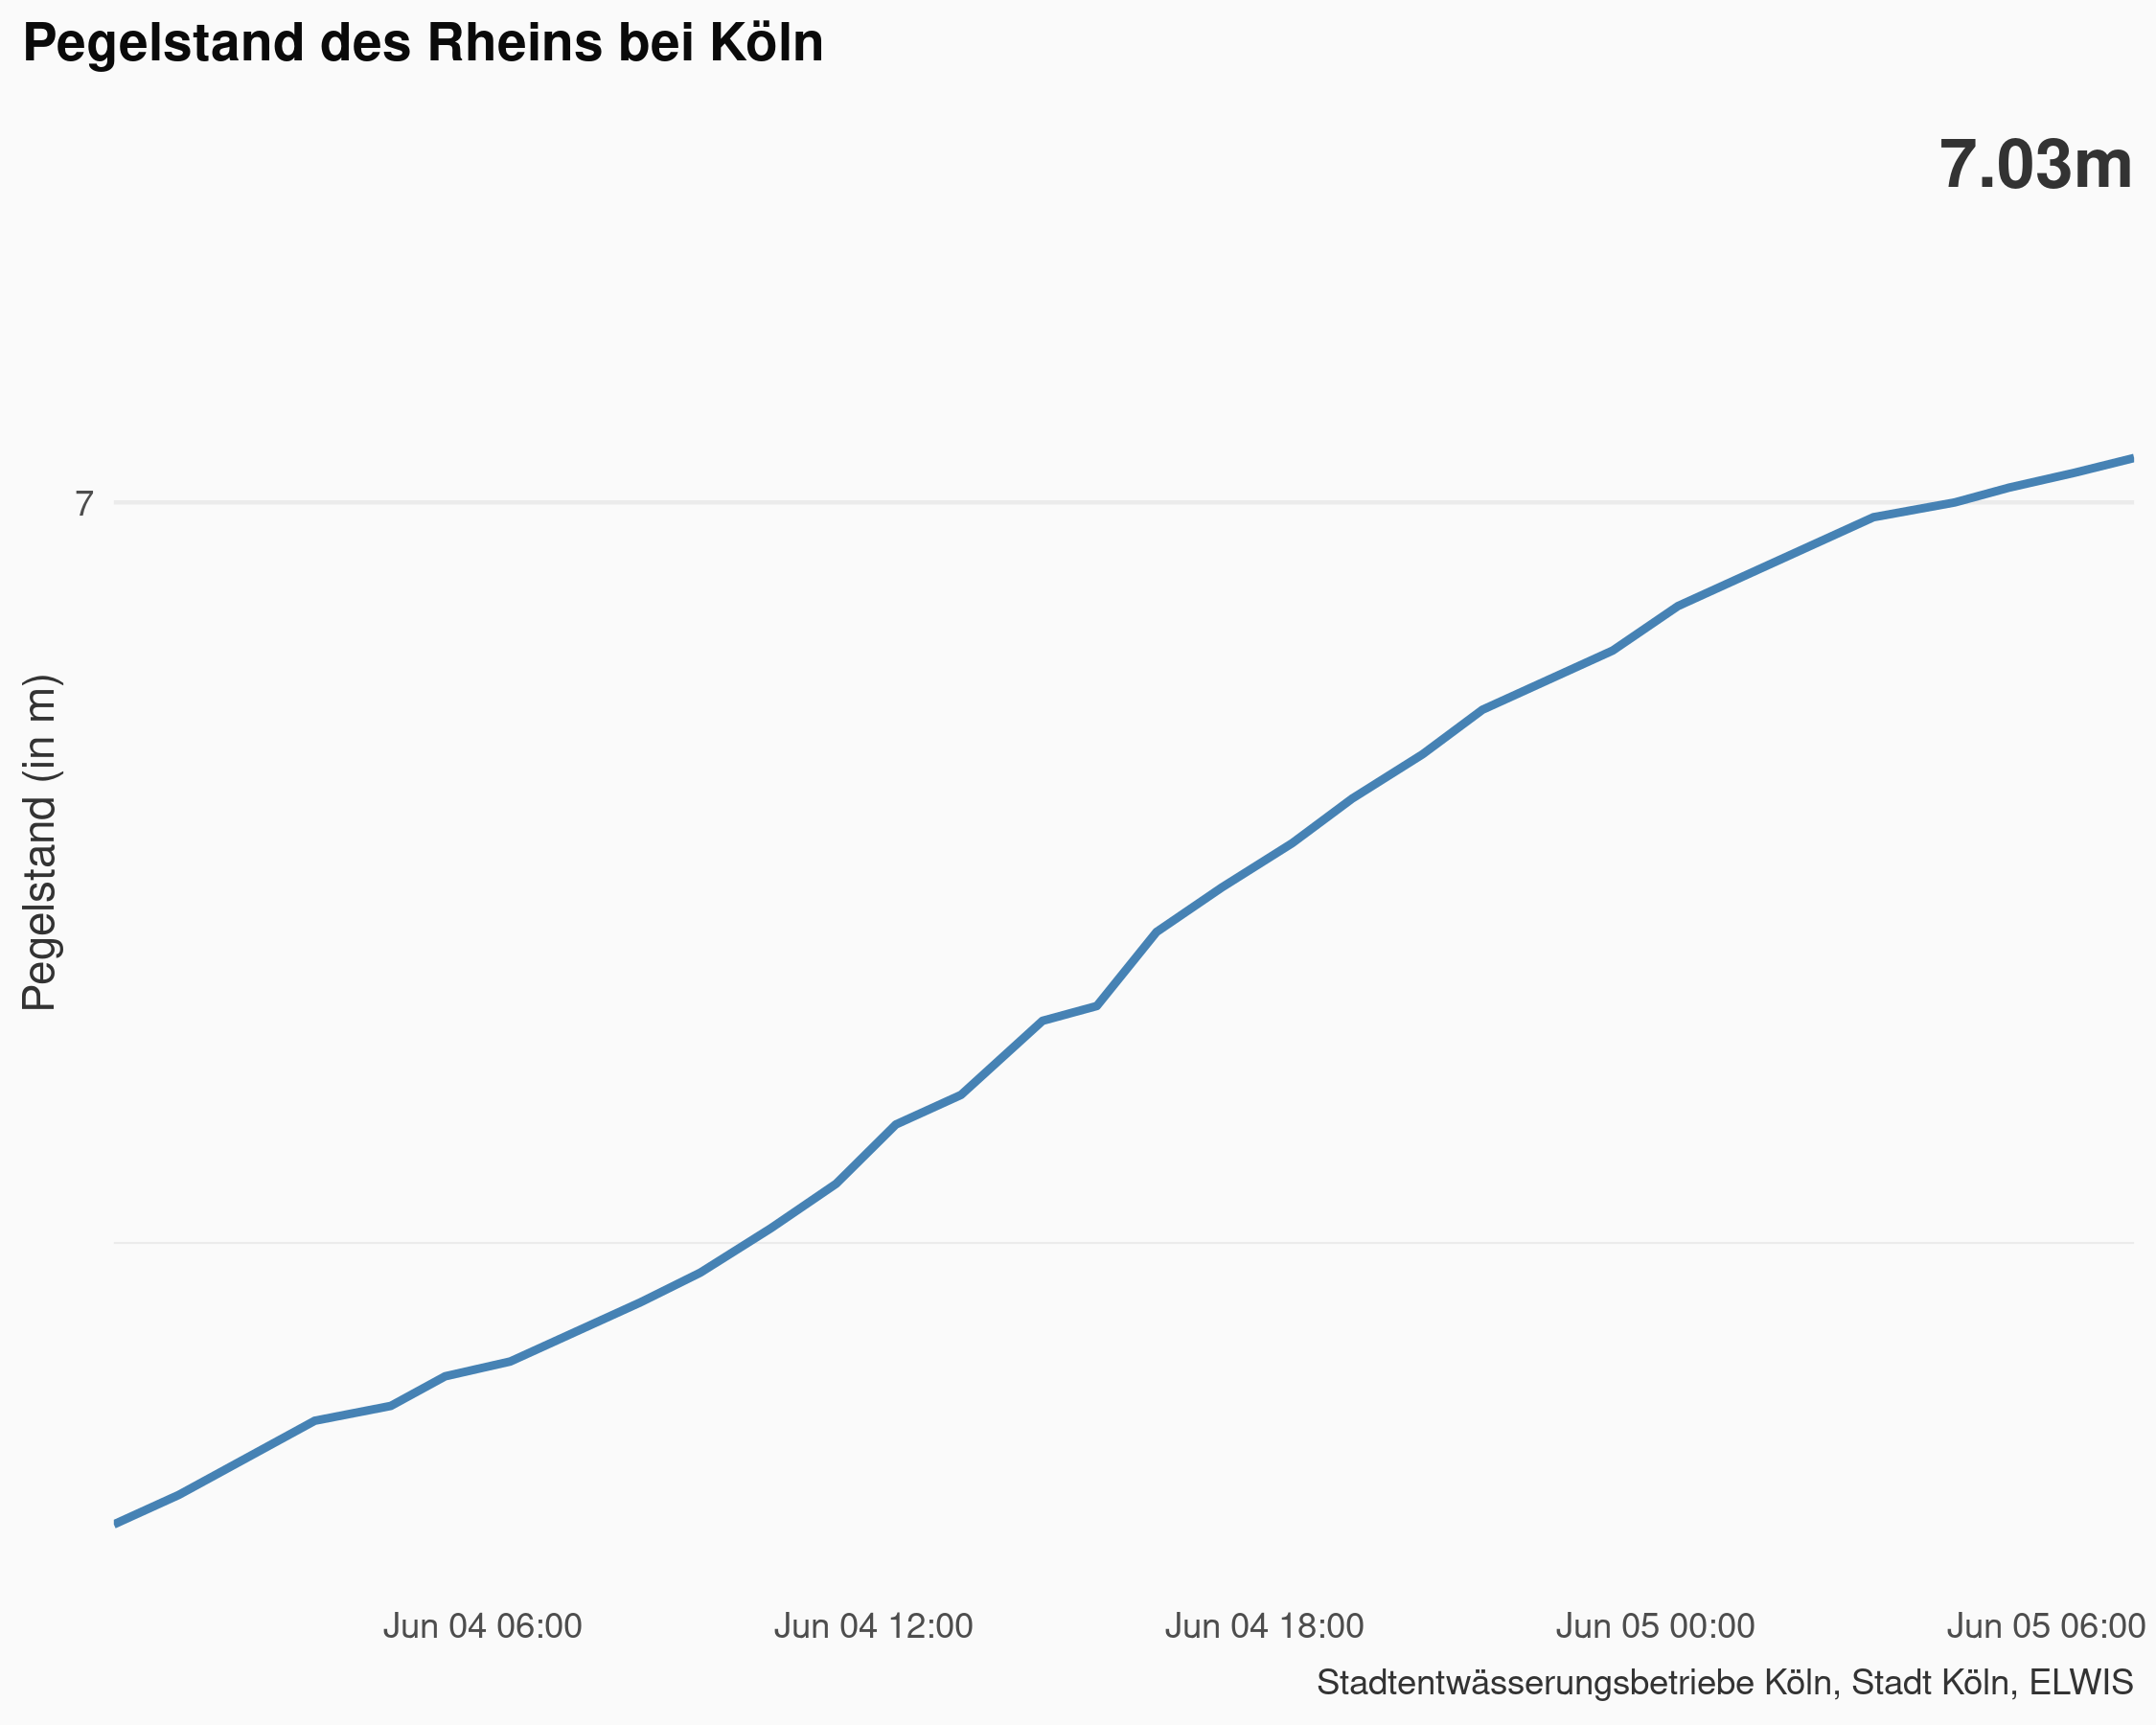 Pegelstand des Rheins bei Köln
7.03m
7
Pegelstand (in m)
Jun 04 06:00
Jun 04 12:00
Jun 04 18:00
Jun 05 00:00
Jun 05 06:00
Stadtentwässerungsbetriebe Köln, Stadt Köln, ELWIS